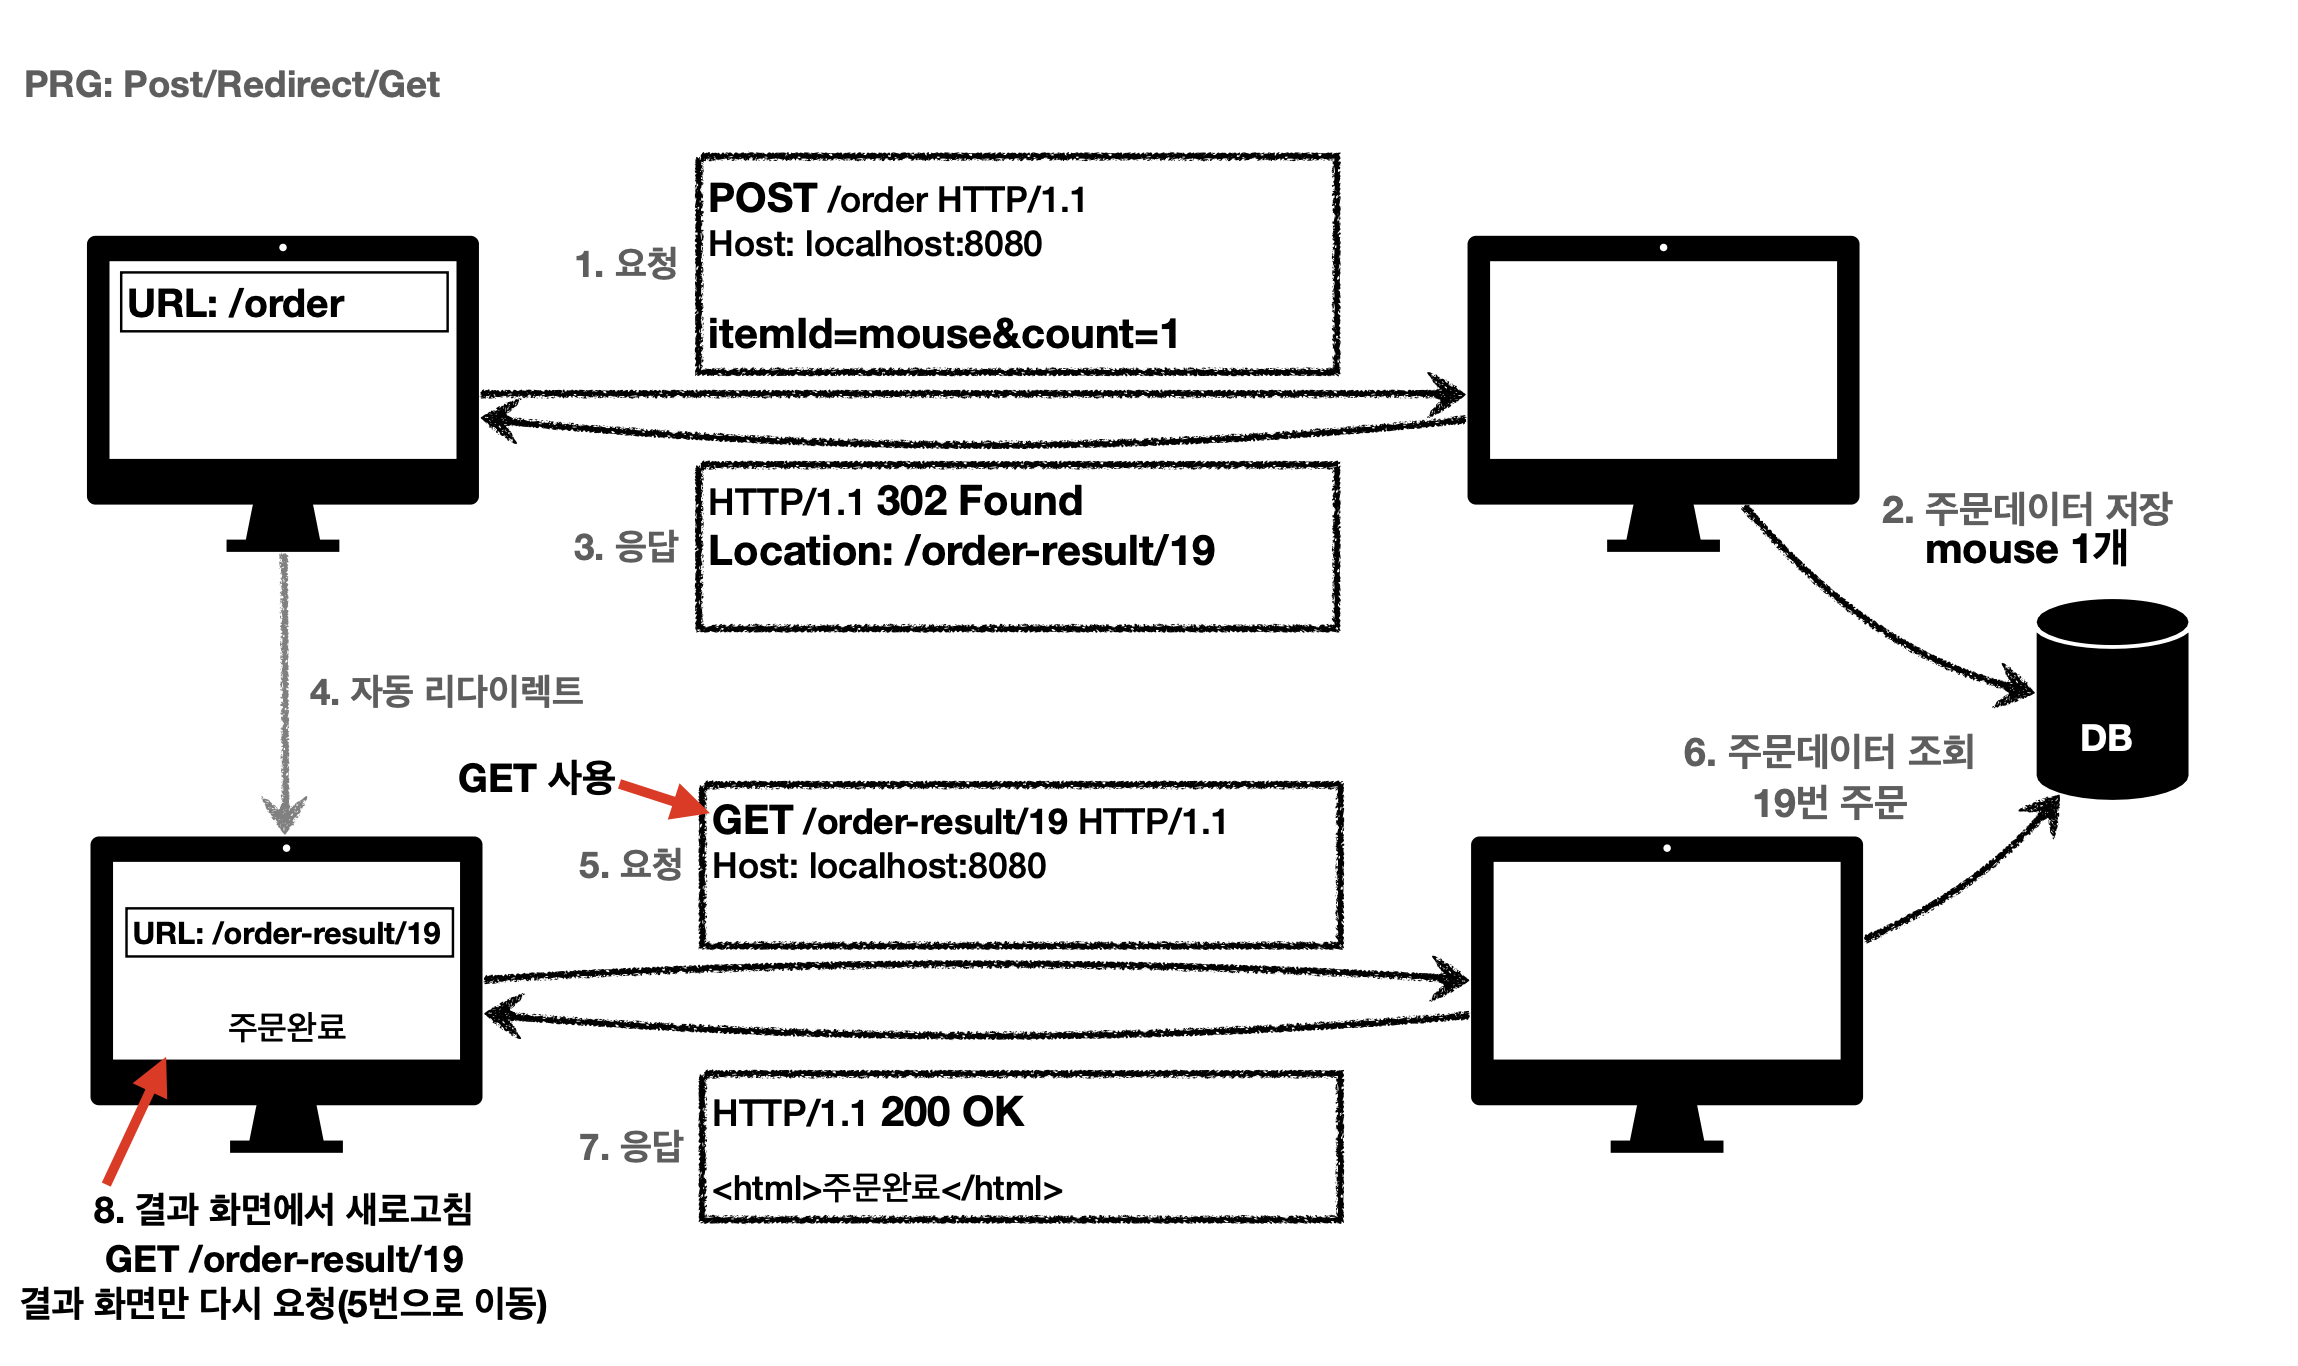 PRG: Post/Redirect/Get
URL: /order
1. 요청
POST /order HTTP/1.1
Host: localhost:8080
itemId=mouse&count=1
2. 주문데이터 저장
mouse 1개
3. 응답
HTTP/1.1 302 Found
Location: /order-result/19
4. 자동 리다이렉트
DB
GET 사용
5. 요청
GET /order-result/19 HTTP/1.1
Host: localhost:8080
6. 주문데이터 조회
19번 주문
URL: /order-result/19
주문완료
7. 응답
HTTP/1.1 200 OK
<html>주문완료</html>
8. 결과 화면에서 새로고침
GET /order-result/19
결과 화면만 다시 요청(5번으로 이동)